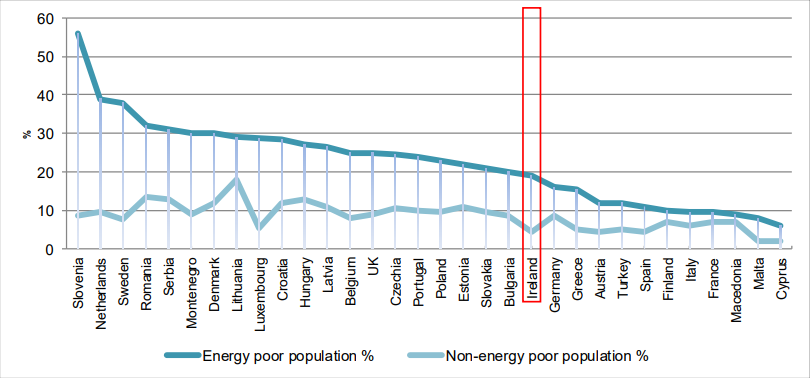 60
50
40
30
20
10
0
%
Slovenia
Netherlands
Sweden
Romania
Serbia
Montenegro
Denmark
Lithuania
Luxembourg
Croatia
Hungary
Latvia
Belgium
UK
Czechia
Portugal
Poland
Estonia
Slovakia
Bulgaria
Ireland
Germany
Greece
Austria
Turkey
Spain
Finland
Italy
France
Macedonia
Malta
Cyprus
Energy poor population %
Non-energy poor population %